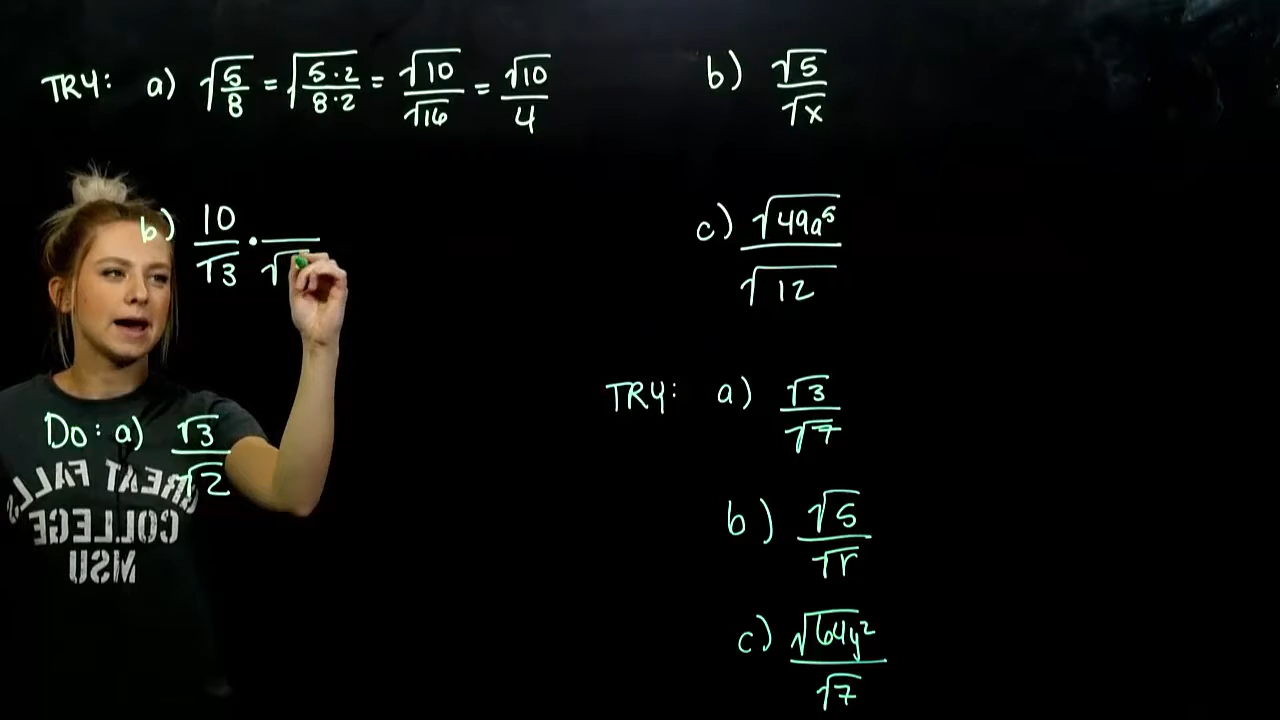 TRY: a) √(5/8) = √(5·2/8·2) = √10/√16 = √10/4
b) √5/√x
b) 10/√3 · /√
c) √(49a⁵)/√12
Do: a) √3/√2
TRY: a) √3/√7
b) √5/√r
c) √(64y²)/√7
GREAT FALLS
COLLEGE
MSU